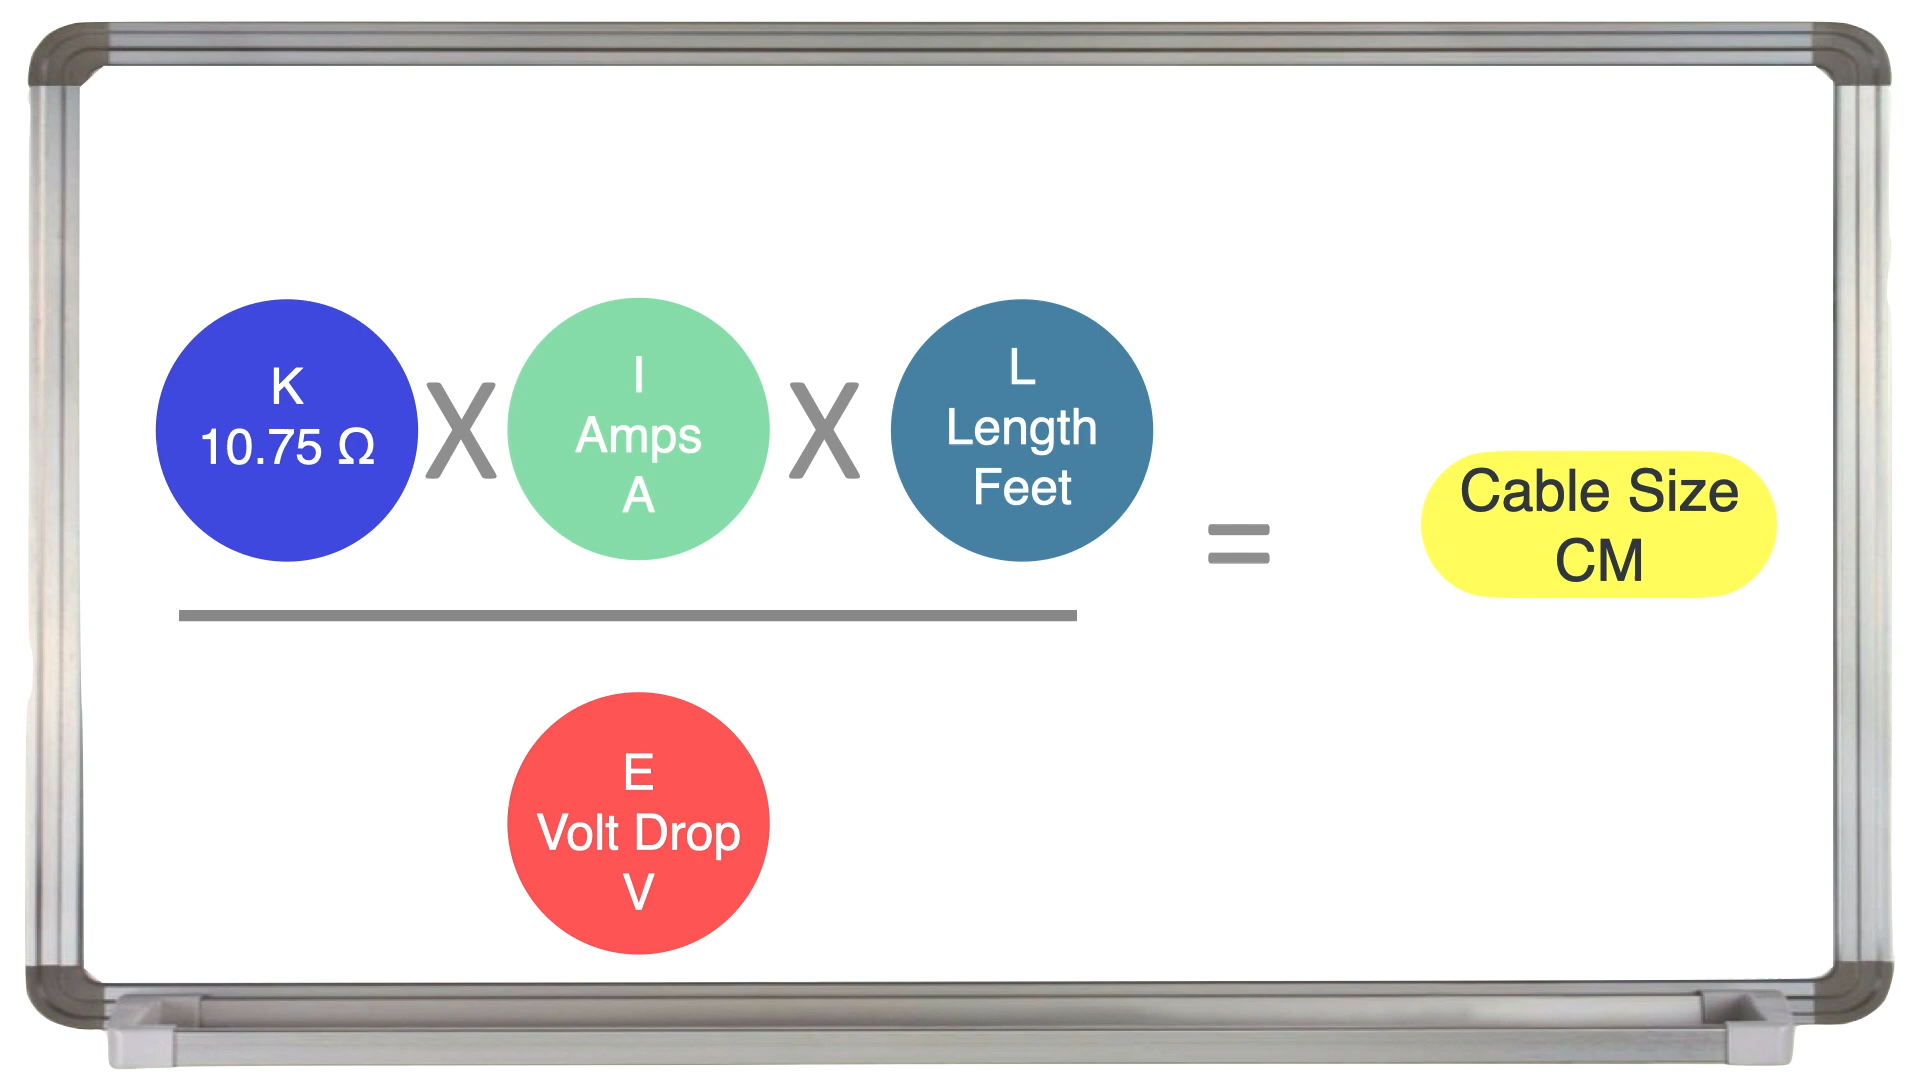 K
10.75 Ω
X
I
Amps
A
X
L
Length
Feet
=
Cable Size
CM
E
Volt Drop
V